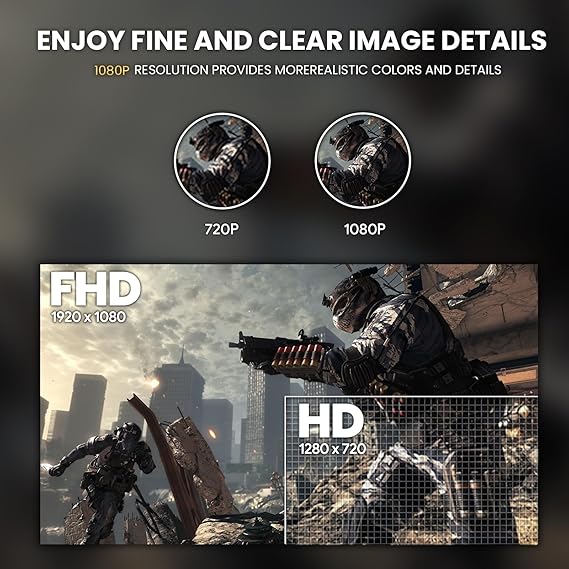 ENJOY FINE AND CLEAR IMAGE DETAILS
1080P RESOLUTION PROVIDES MOREREALISTIC COLORS AND DETAILS
720P
1080P
FHD
1920 x 1080
HD
1280 x 720